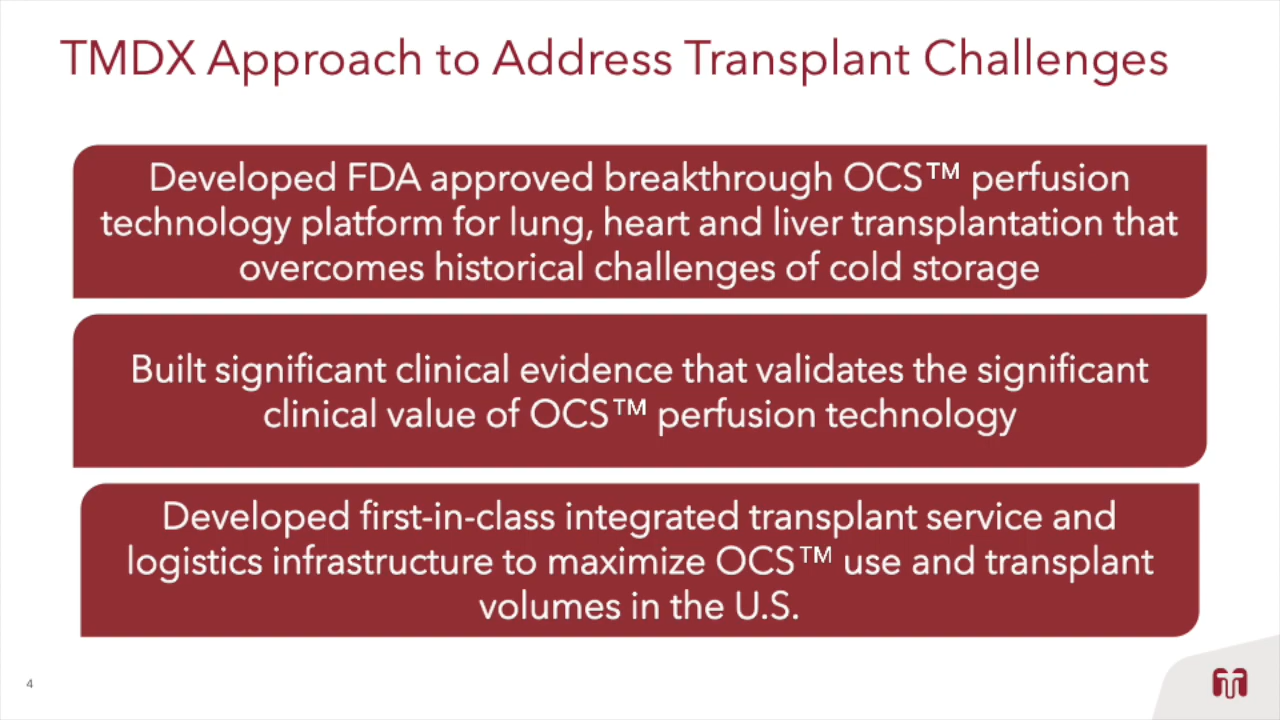 TMDX Approach to Address Transplant Challenges
Developed FDA approved breakthrough OCS™ perfusion
technology platform for lung, heart and liver transplantation that
overcomes historical challenges of cold storage
Built significant clinical evidence that validates the significant
clinical value of OCS™ perfusion technology
Developed first-in-class integrated transplant service and
logistics infrastructure to maximize OCS™ use and transplant
volumes in the U.S.
4